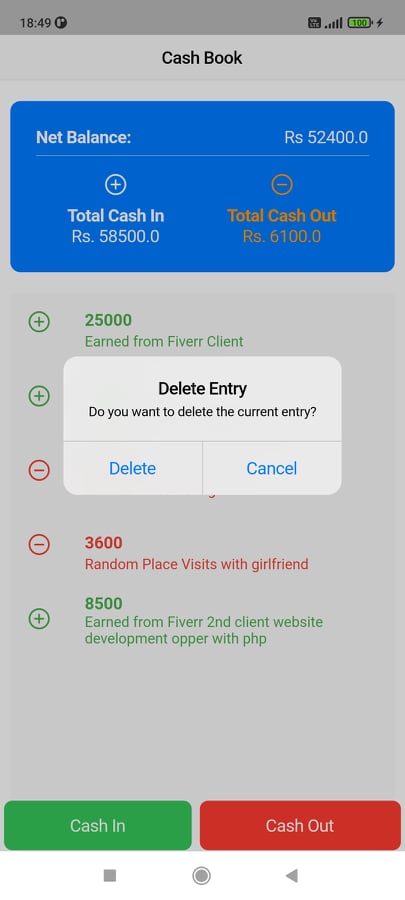 18:49
100
Cash Book
Net Balance: Rs 52400.0
Total Cash In Total Cash Out
Rs. 58500.0 Rs. 6100.0
25000
Earned from Fiverr Client
Delete Entry
Do you want to delete the current entry?
Delete Cancel
3600
Random Place Visits with girlfriend
8500
Earned from Fiverr 2nd client website
development opper with php
Cash In Cash Out